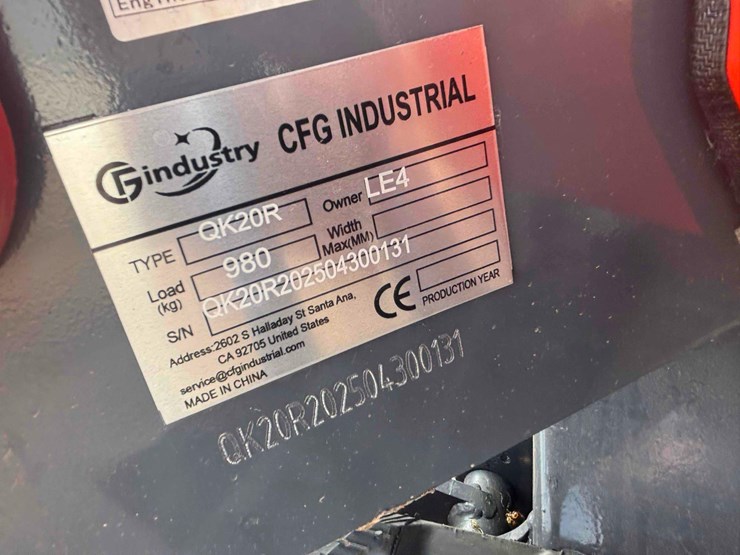 GFindustry CFG INDUSTRIAL
TYPE QK20R Owner LE4
Load (kg) 980 Width Max(MM)
S/N QK20R202504300131
Address:2602 S Halladay St Santa Ana,
CA 92705 United States
CE PRODUCTION YEAR
service@cfgindustrial.com
MADE IN CHINA
QK20R202504300131